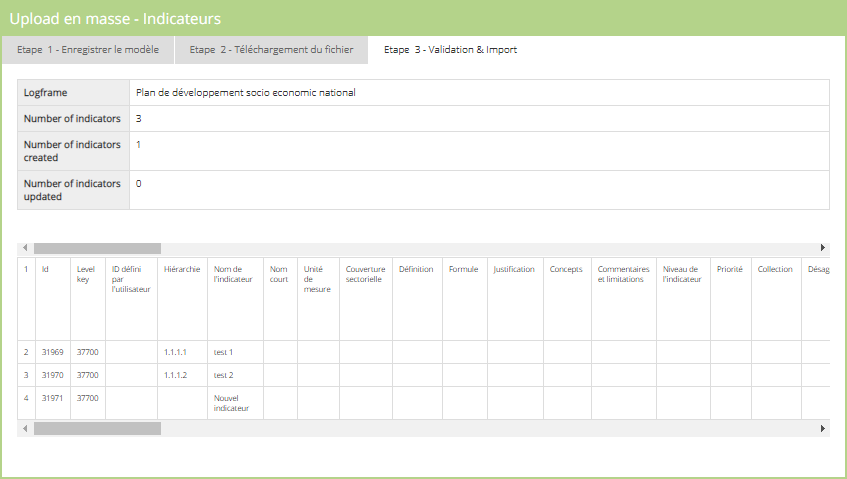 Upload en masse - Indicateurs
Etape 1 - Enregistrer le modèle
Etape 2 - Téléchargement du fichier
Etape 3 - Validation & Import
Logframe
Plan de développement socio economic national
Number of indicators
3
Number of indicators
created
1
Number of indicators
updated
0
1
Id
Level
key
ID défini
par
l'utilisateur
Hiérarchie
Nom de
l'indicateur
Nom
court
Unité
de
mesure
Couverture
sectorielle
Définition
Formule
Justification
Concepts
Commentaires
et limitations
Niveau de
l'indicateur
Priorité
Collection
Désag
2 31969 37700 1.1.1.1 test 1
3 31970 37700 1.1.1.2 test 2
4 31971 37700 Nouvel
indicateur